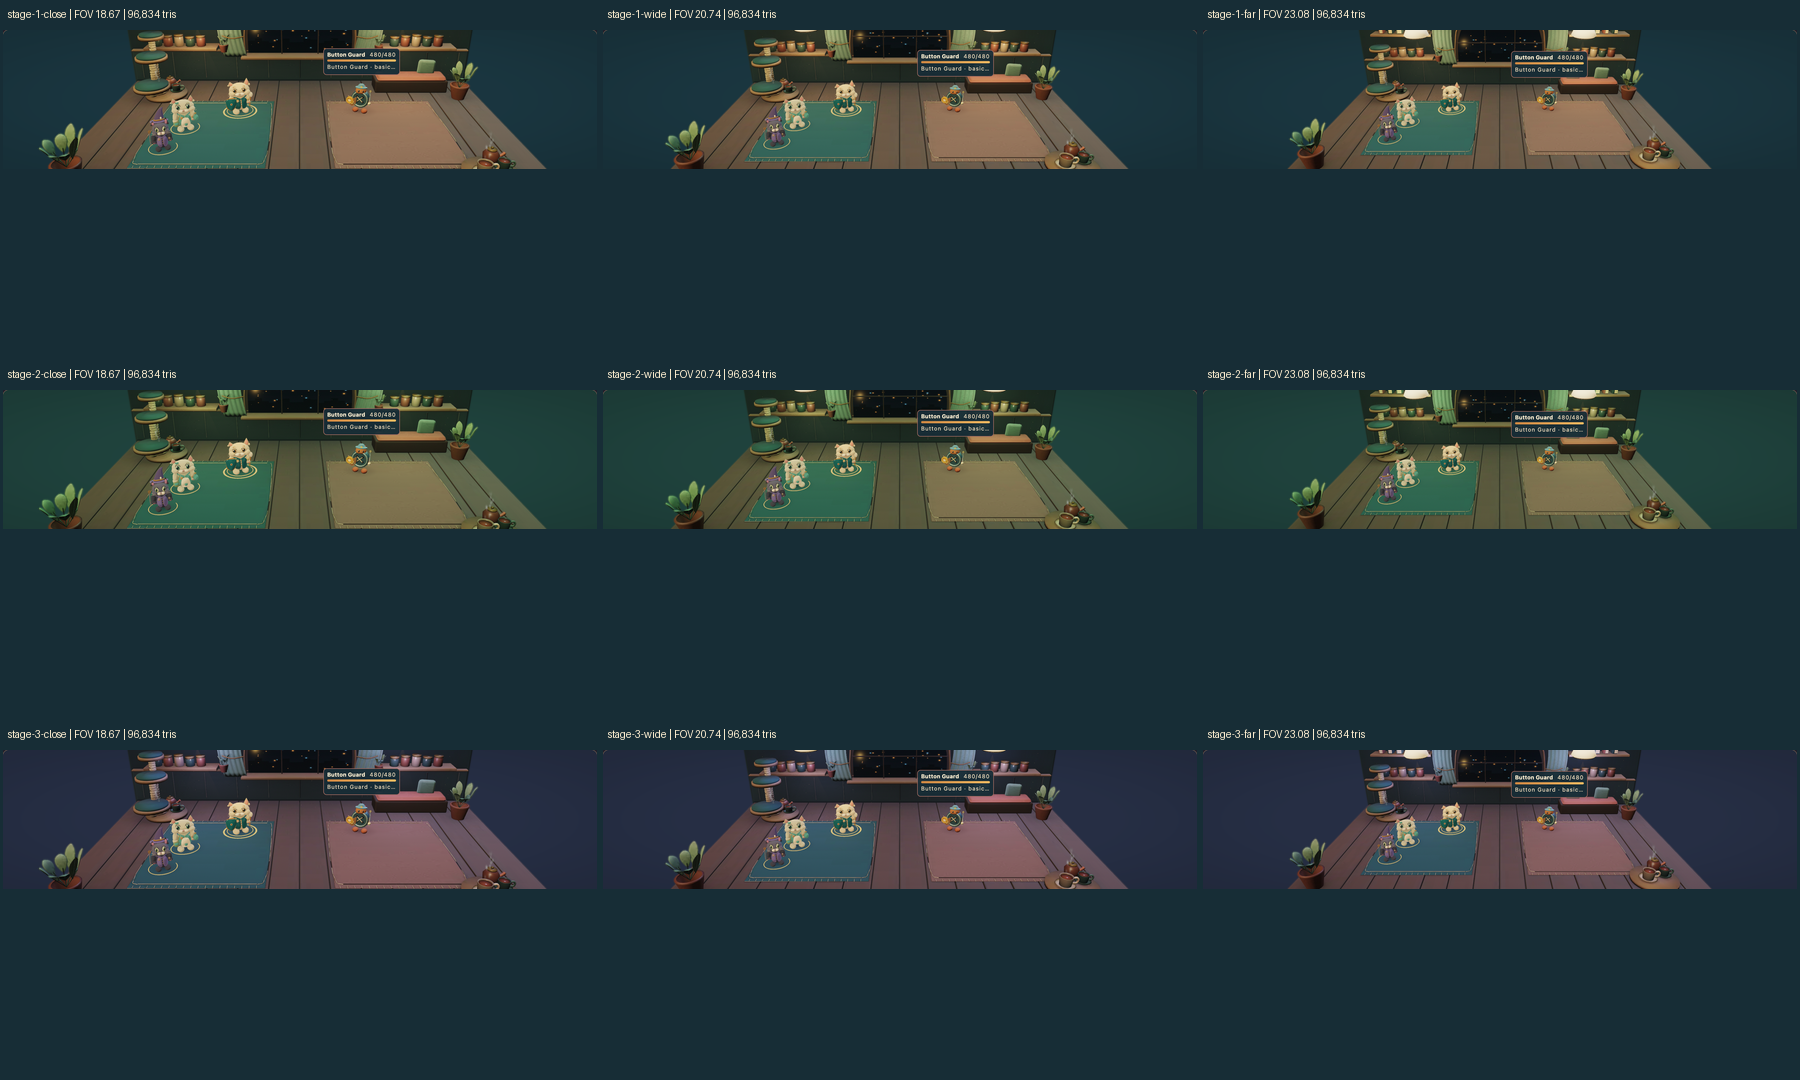 stage-1-close | FOV 18.67 | 96,834 tris
stage-1-wide | FOV 20.74 | 96,834 tris
stage-1-far | FOV 23.08 | 96,834 tris
Button Guard 480/480
Button Guard - basic...
Button Guard 480/480
Button Guard - basic...
Button Guard 480/480
Button Guard - basic...
stage-2-close | FOV 18.67 | 96,834 tris
stage-2-wide | FOV 20.74 | 96,834 tris
stage-2-far | FOV 23.08 | 96,834 tris
Button Guard 480/480
Button Guard - basic...
Button Guard 480/480
Button Guard - basic...
Button Guard 480/480
Button Guard - basic...
stage-3-close | FOV 18.67 | 96,834 tris
stage-3-wide | FOV 20.74 | 96,834 tris
stage-3-far | FOV 23.08 | 96,834 tris
Button Guard 480/480
Button Guard - basic...
Button Guard 480/480
Button Guard - basic...
Button Guard 480/480
Button Guard - basic...